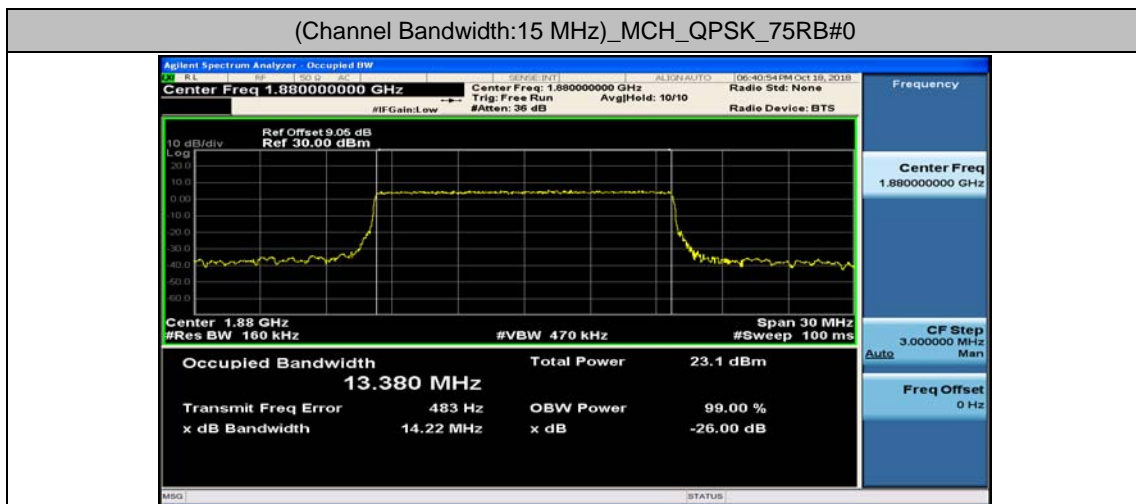 (Channel Bandwidth:15 MHz)_MCH_QPSK_75RB#0
Agilent Spectrum Analyzer - Occupied BW
LXI RL RF 50 Ω AC SENSE:INT ALIGN AUTO 06:40:54 PM Oct 18, 2018
Center Freq 1.880000000 GHz
Center Freq: 1.880000000 GHz
Radio Std: None
Trig: Free Run Avg|Hold: 10/10
#IFGain:Low #Atten: 36 dB Radio Device: BTS
Ref Offset 9.05 dB
10 dB/div Ref 30.00 dBm
Log
20.0
10.0
0.00
-10.0
-20.0
-30.0
-40.0
-50.0
-60.0
Center 1.88 GHz Span 30 MHz
#Res BW 160 kHz #VBW 470 kHz #Sweep 100 ms
Occupied Bandwidth Total Power 23.1 dBm
13.380 MHz
Transmit Freq Error 483 Hz OBW Power 99.00 %
x dB Bandwidth 14.22 MHz x dB -26.00 dB
MSG STATUS
Frequency
Center Freq
1.880000000 GHz
CF Step
3.000000 MHz
Auto Man
Freq Offset
0 Hz